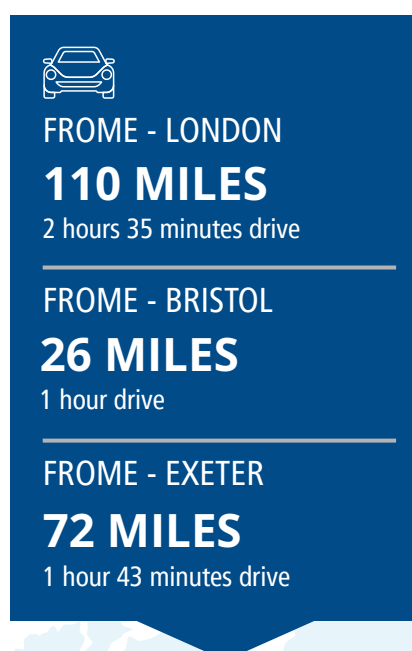 FROME - LONDON
110 MILES
2 hours 35 minutes drive
FROME - BRISTOL
26 MILES
1 hour drive
FROME - EXETER
72 MILES
1 hour 43 minutes drive